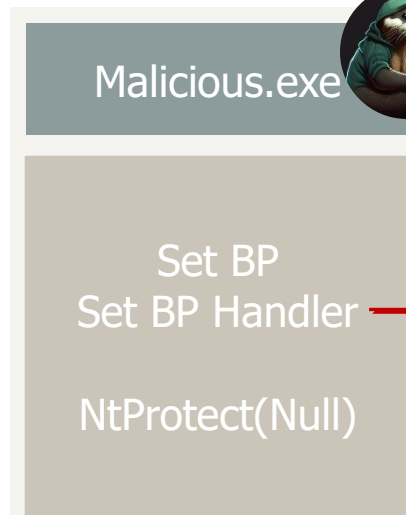 Malicious.exe
Set BP
Set BP Handler
NtProtect(Null)